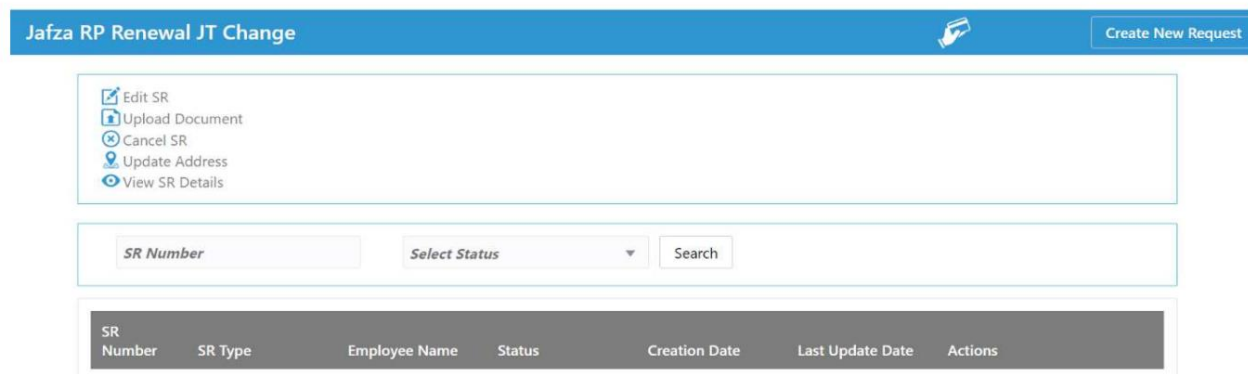 Jafza RP Renewal JT Change
Create New Request
Edit SR
Upload Document
Cancel SR
Update Address
View SR Details
SR Number
Select Status
Search
SR Number
SR Type
Employee Name
Status
Creation Date
Last Update Date
Actions